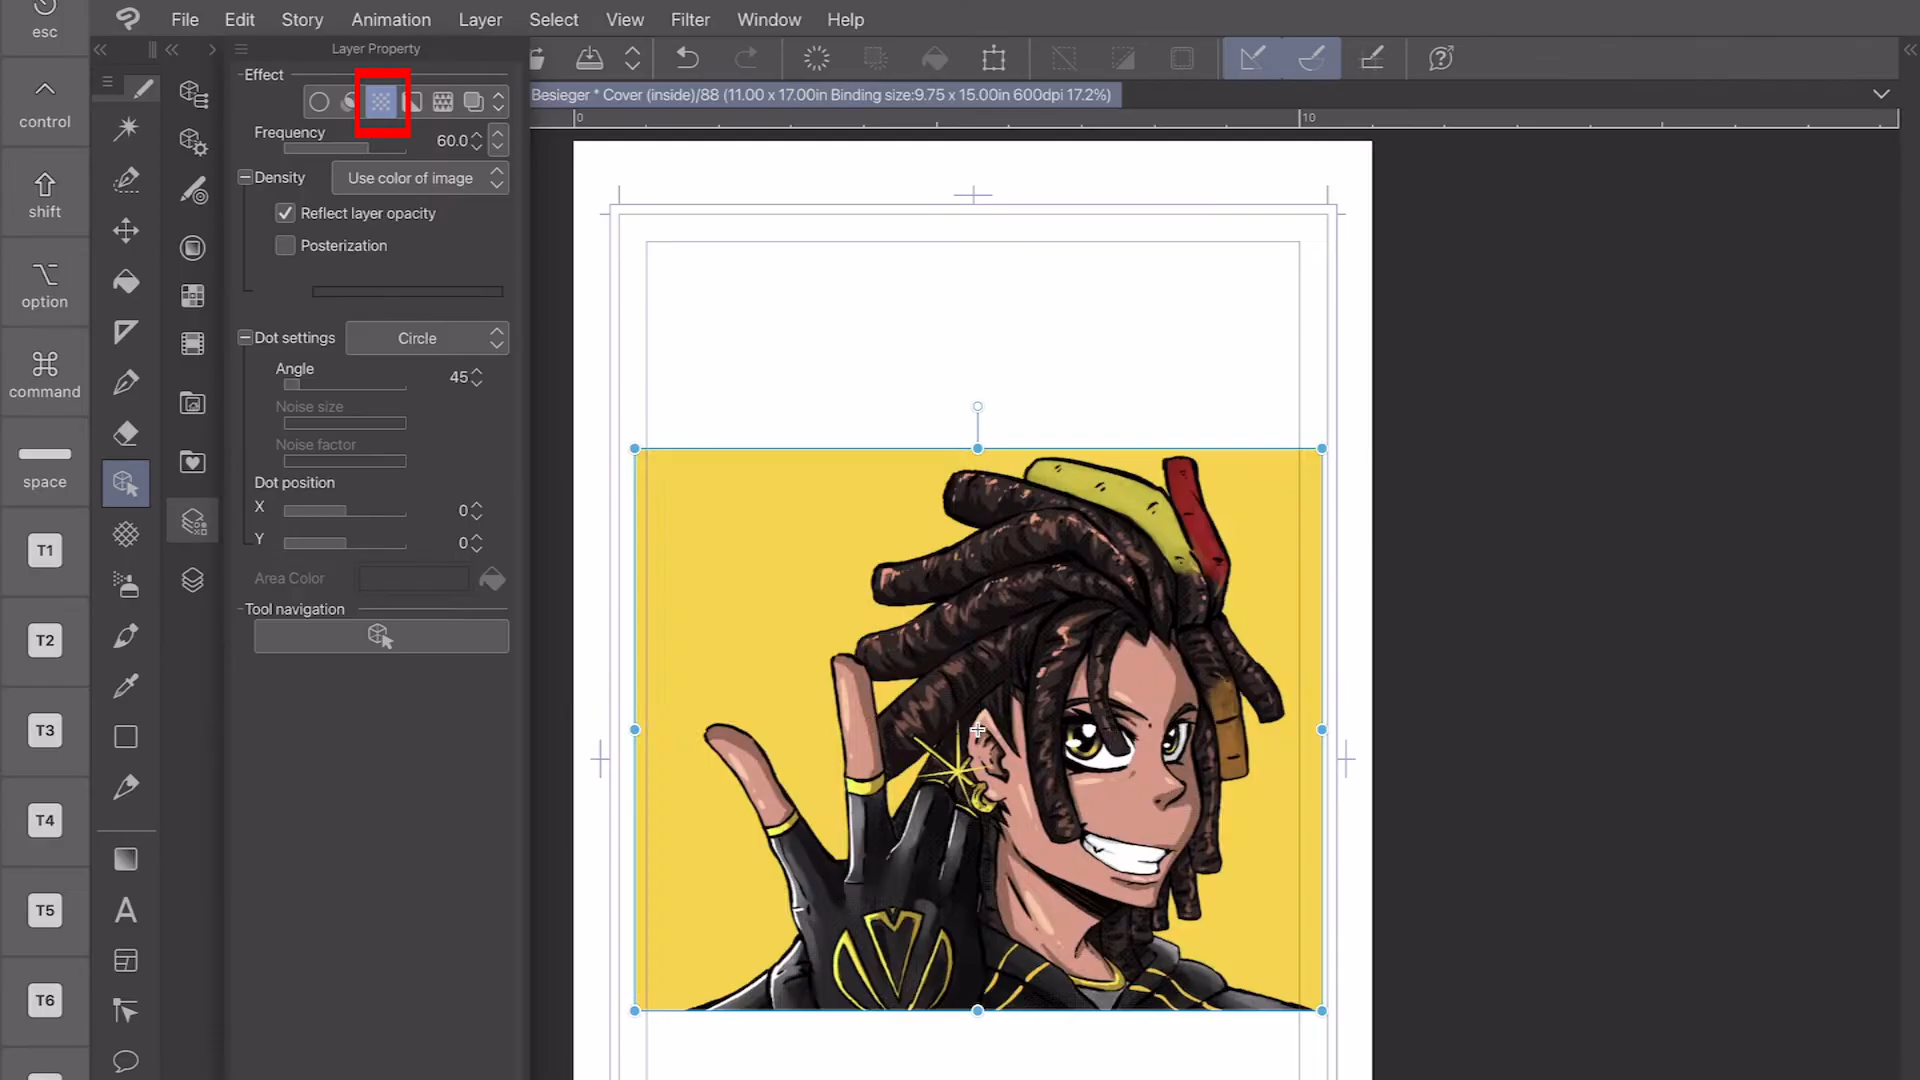 esc
control
shift
option
command
space
T1
T2
T3
T4
T5
T6
File Edit Story Animation Layer Select View Filter Window Help
Layer Property
Effect
Frequency 60.0
Density Use color of image
Reflect layer opacity
Posterization
Dot settings Circle
Angle 45
Noise size
Noise factor
Dot position
X 0
Y 0
Area Color
Tool navigation
Besieger * Cover (inside)/88 (11.00 x 17.00in Binding size:9.75 x 15.00in 600dpi 17.2%)
0 10
A